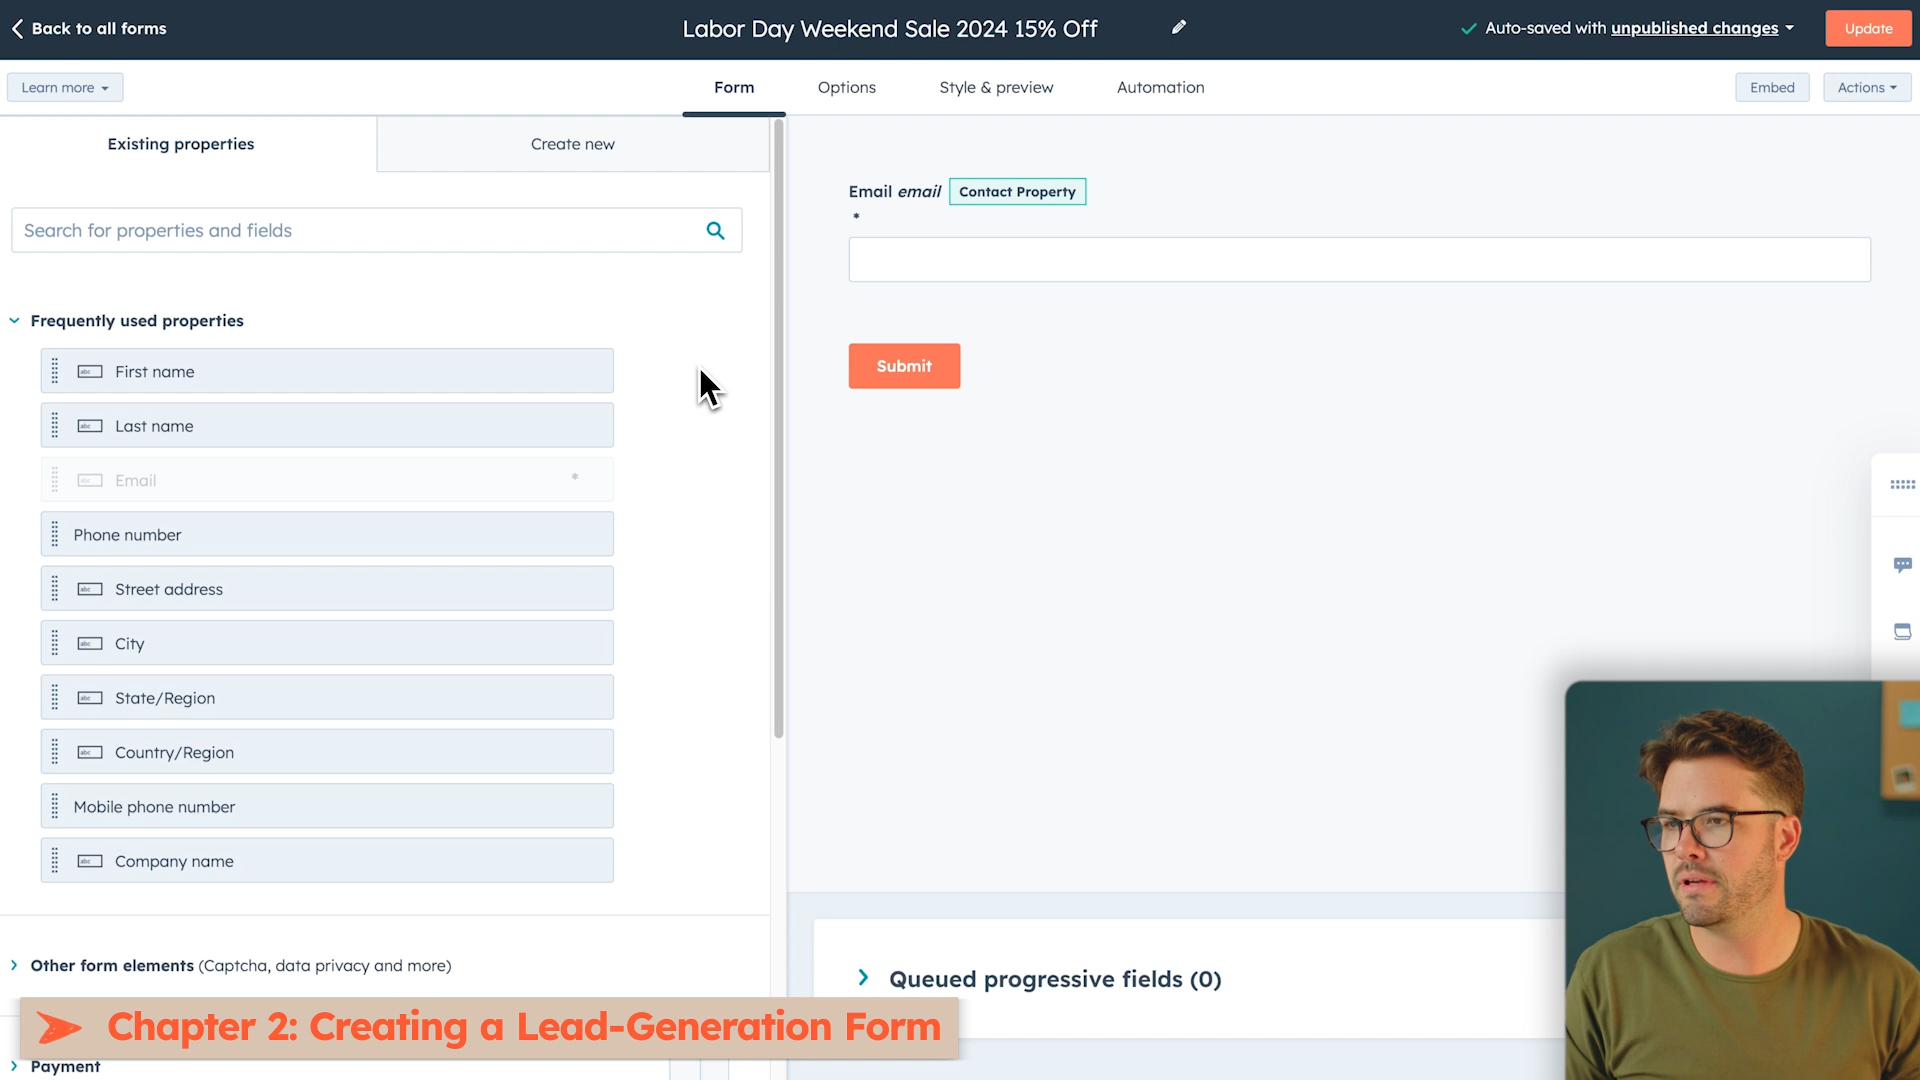 Back to all forms
Labor Day Weekend Sale 2024 15% Off
Auto-saved with unpublished changes
Update
Learn more
Form
Options
Style & preview
Automation
Embed
Actions
Existing properties
Create new
Email email Contact Property
*
Search for properties and fields
Frequently used properties
First name
Submit
Last name
Email *
Phone number
Street address
City
State/Region
Country/Region
Mobile phone number
Company name
Other form elements (Captcha, data privacy and more)
Queued progressive fields (0)
Chapter 2: Creating a Lead-Generation Form
Payment